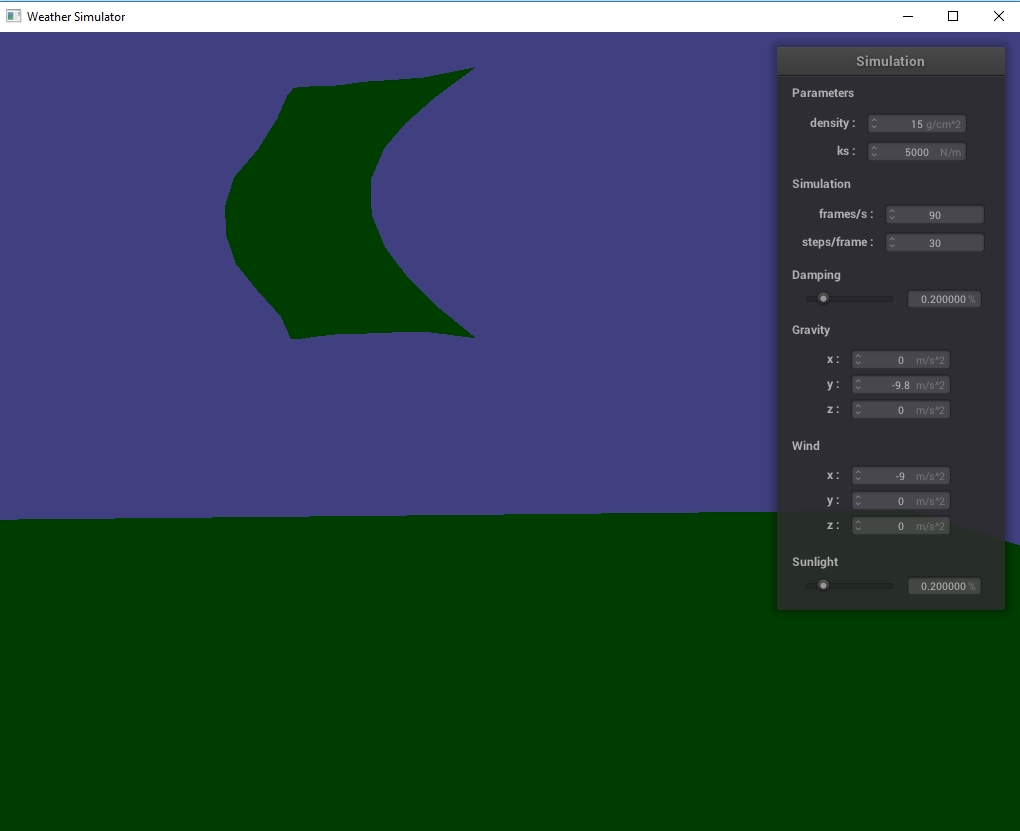 Weather Simulator
Simulation
Parameters
density : 15 g/cm^2
ks : 5000 N/m
Simulation
frames/s : 90
steps/frame : 30
Damping
0.200000 %
Gravity
x : 0 m/s^2
y : -9.8 m/s^2
z : 0 m/s^2
Wind
x : -9 m/s^2
y : 0 m/s^2
z : 0 m/s^2
Sunlight
0.200000 %